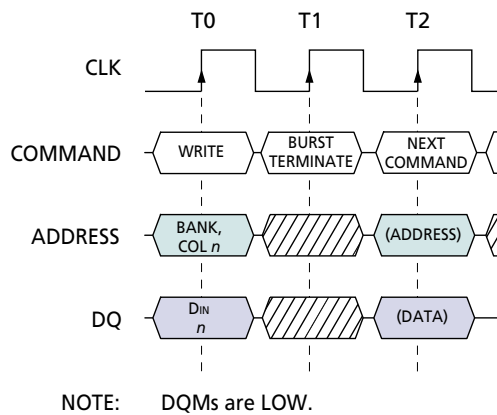 T0 T1 T2
CLK
COMMAND WRITE BURST TERMINATE NEXT COMMAND
ADDRESS BANK, COL n (ADDRESS)
DQ DIN n (DATA)
NOTE: DQMs are LOW.